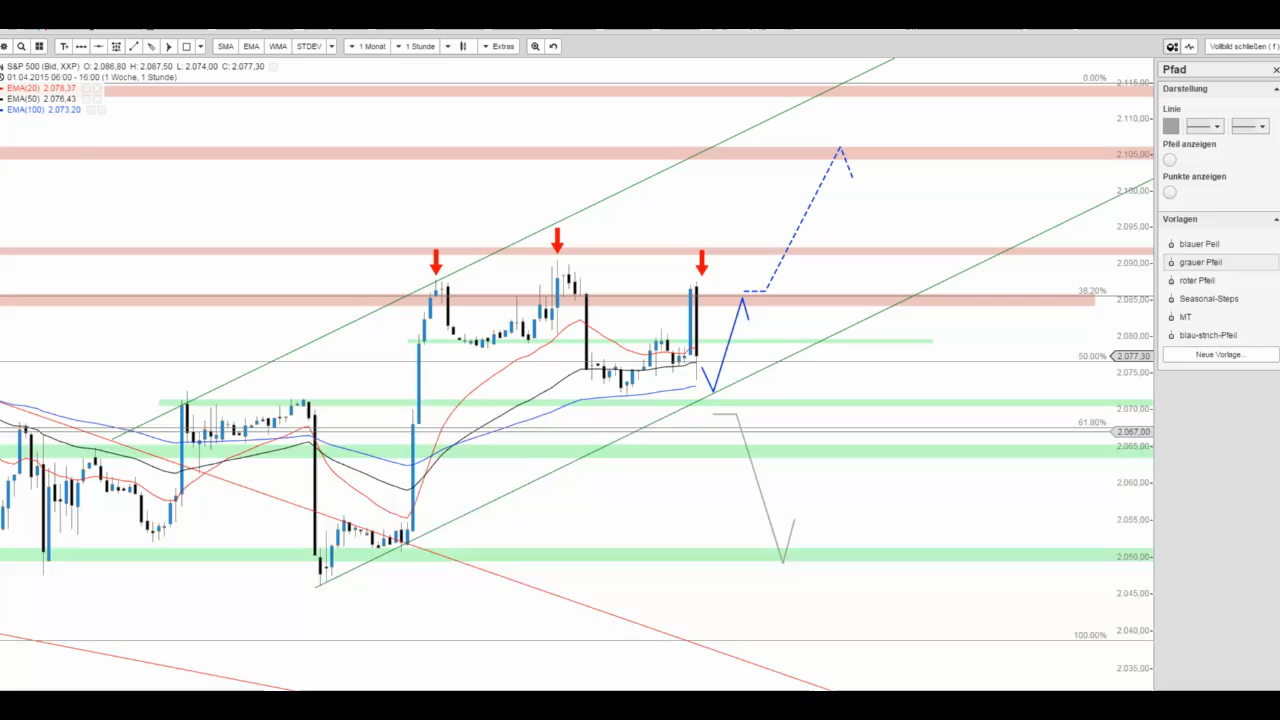 T+
SMA
EMA
WMA
STDEV
1 Monat
1 Stunde
Extras
Vollbild schließen ( f )
S&P 500 (Bid, XXP) O: 2.086,80 H: 2.087,50 L: 2.074,00 C: 2.077,30
01.04.2015 06:00 - 16:00 (1 Woche, 1 Stunde)
EMA(20) 2.078,37
EMA(50) 2.076,43
EMA(100) 2.073,20
0.00%
38.20%
50.00%
61.80%
100.00%
2.115,00
2.110,00
2.105,00
2.100,00
2.095,00
2.090,00
2.085,00
2.080,00
2.077,30
2.075,00
2.070,00
2.067,00
2.065,00
2.060,00
2.055,00
2.050,00
2.045,00
2.040,00
2.035,00
Pfad
Darstellung
Linie
Pfeil anzeigen
Punkte anzeigen
Vorlagen
blauer Peil
grauer Pfeil
roter Pfeil
Seasonal-Steps
MT
blau-strich-Pfeil
Neue Vorlage...